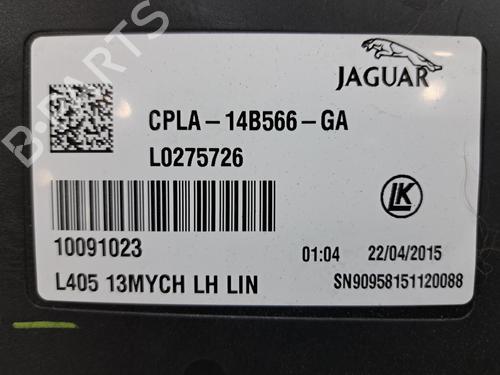 JAGUAR
CPLA-14B566-GA
L0275726
LK
10091023
01:04 22/04/2015
L405 13MYCH LH LIN
SN90958151120088
B-PARTS